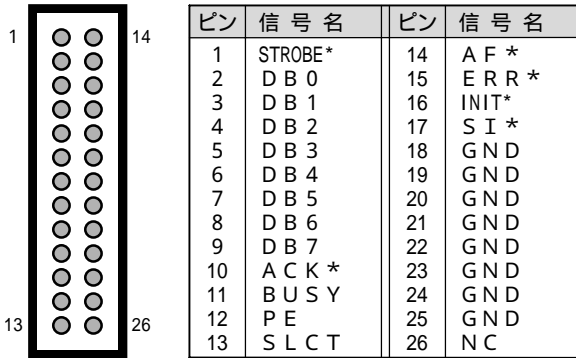 1 14
13 26
ピン 信号名 ピン 信号名
1 STROBE* 14 AF*
2 DB0 15 ERR*
3 DB1 16 INIT*
4 DB2 17 SI*
5 DB3 18 GND
6 DB4 19 GND
7 DB5 20 GND
8 DB6 21 GND
9 DB7 22 GND
10 ACK* 23 GND
11 BUSY 24 GND
12 PE 25 GND
13 SLCT 26 NC